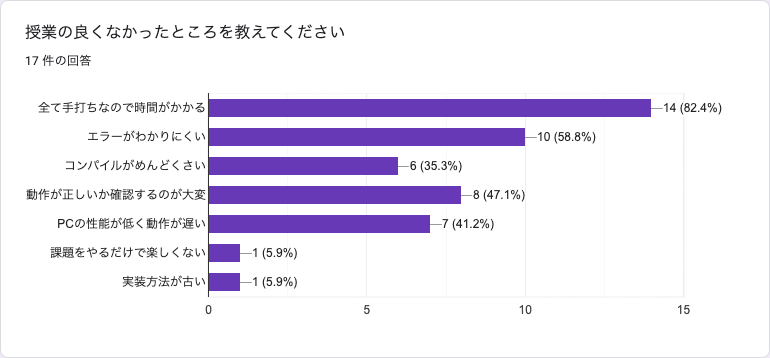 授業の良くなかったところを教えてください
17 件の回答
全て手打ちなので時間がかかる 14 (82.4%)
エラーがわかりにくい 10 (58.8%)
コンパイルがめんどくさい 6 (35.3%)
動作が正しいか確認するのが大変 8 (47.1%)
PCの性能が低く動作が遅い 7 (41.2%)
課題をやるだけで楽しくない 1 (5.9%)
実装方法が古い 1 (5.9%)
0 5 10 15